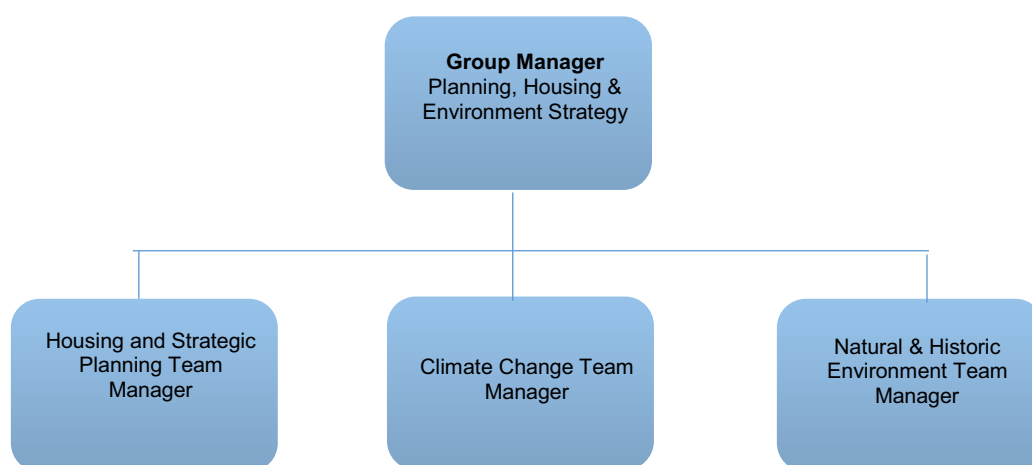 Group Manager
Planning, Housing &
Environment Strategy
Housing and Strategic
Planning Team
Manager
Climate Change Team
Manager
Natural & Historic
Environment Team
Manager